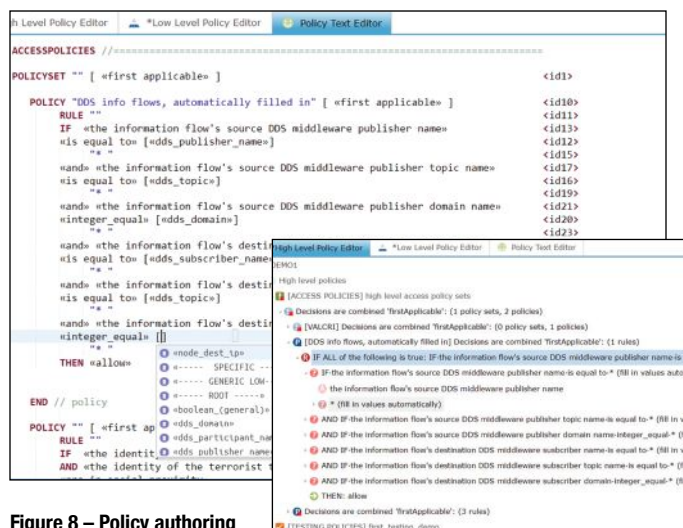 h Level Policy Editor *Low Level Policy Editor Policy Text Editor
ACCESSPOLICIES //========================================================================
POLICYSET "" [ «first applicable» ] <id1>
POLICY "DDS info flows, automatically filled in" [ «first applicable» ] <id10>
RULE "" <id11>
IF «the information flow's source DDS middleware publisher name» <id13>
«is equal to» [«dds_publisher_name»] <id12>
"* " <id15>
«and» «the information flow's source DDS middleware publisher topic name» <id17>
«is equal to» [«dds_topic»] <id16>
"* " <id19>
«and» «the information flow's source DDS middleware publisher domain name» <id21>
«integer_equal» [«dds_domain»] <id20>
"* " <id23>
«and» «the information flow's destin
«is equal to» [«dds_subscriber_name»
"* "
«and» «the information flow's destin
«is equal to» [«dds_topic»]
"* "
«and» «the information flow's destin
«integer_equal» []
"* "
THEN «allow»
END // policy
POLICY "" [ «first ap
RULE ""
IF «the identit
AND «the identity of the terrorist t
«node_dest_ip»
«----- SPECIFIC --
«----- GENERIC LOW-
«----- ROOT -----»
«boolean_(general)»
«dds_domain»
«dds_participant_nam
«dds_publisher_name»
High Level Policy Editor *Low Level Policy Editor Policy Text Editor
DEMO1
High level policies
[ACCESS POLICIES] high level access policy sets
Decisions are combined 'firstApplicable': (1 policy sets, 2 policies)
[VALCRI] Decisions are combined 'firstApplicable': (0 policy sets, 1 policies)
[DDS info flows, automatically filled in] Decisions are combined 'firstApplicable': (1 rules)
IF ALL of the following is true: IF-the information flow's source DDS middleware publisher name-is
IF-the information flow's source DDS middleware publisher name-is equal to-* (fill in values auto
the information flow's source DDS middleware publisher name
* (fill in values automatically)
AND IF-the information flow's source DDS middleware publisher topic name-is equal to-* (fill in v
AND IF-the information flow's source DDS middleware publisher domain name-integer_equal-* (f
AND IF-the information flow's destination DDS middleware susbcriber name-is equal to-* (fill in v
AND IF-the information flow's destination DDS middleware subscriber topic name-is equal to-* (f
AND IF-the information flow's destination DDS middleware subscriber domain-integer_equal-* (fi
THEN: allow
Decisions are combined 'firstApplicable': (3 rules)
[TESTING POLICIES] first_testing_demo
Figure 8 – Policy authoring